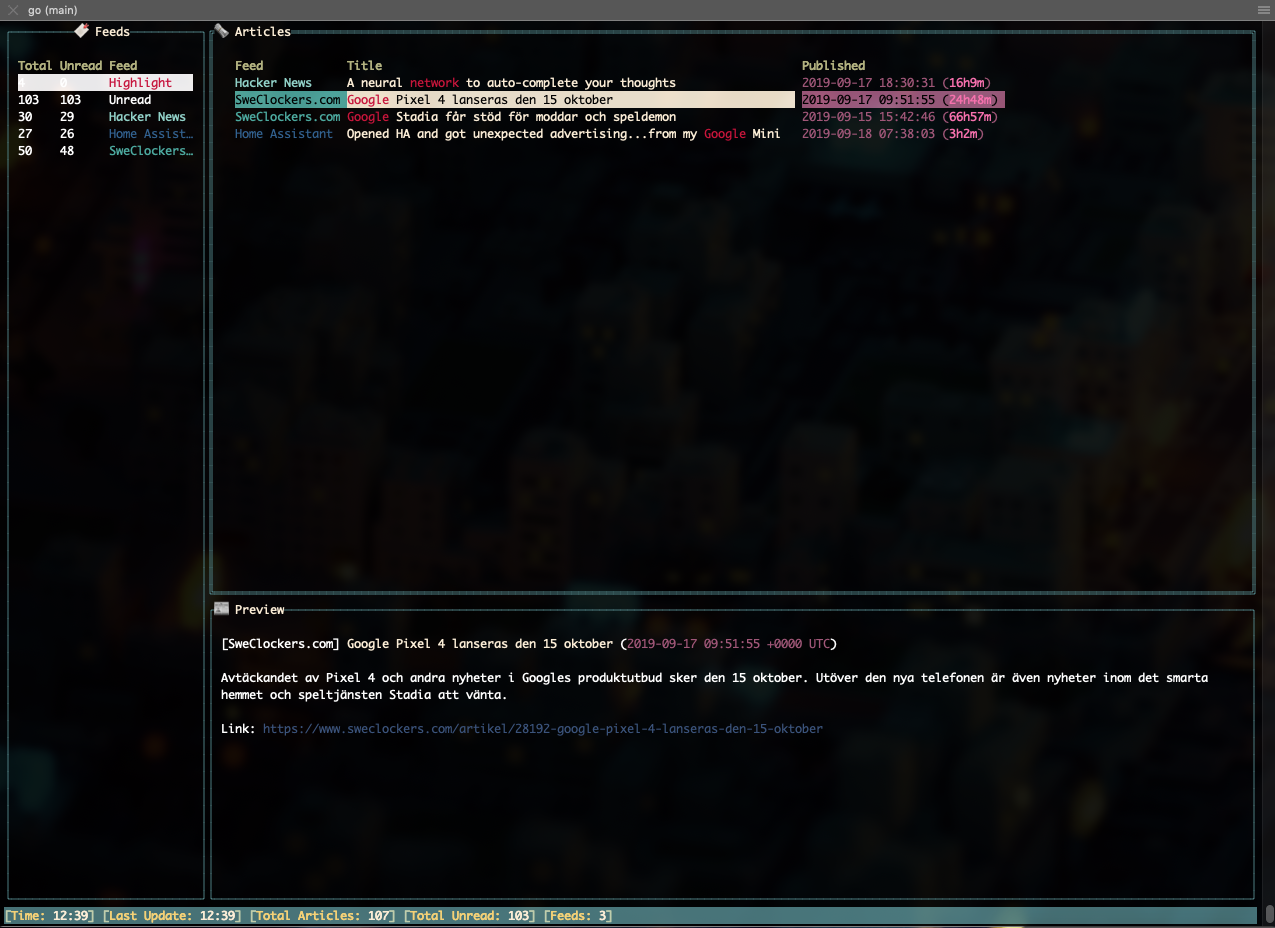 go (main)
Feeds
Total Unread Feed
4 0 Highlight
103 103 Unread
30 29 Hacker News
27 26 Home Assist…
50 48 SweClockers…
Articles
Feed Title Published
Hacker News A neural network to auto-complete your thoughts 2019-09-17 18:30:31 (16h9m)
SweClockers.com Google Pixel 4 lanseras den 15 oktober 2019-09-17 09:51:55 (24h48m)
SweClockers.com Google Stadia får stöd för moddar och speldemon 2019-09-15 15:42:46 (66h57m)
Home Assistant Opened HA and got unexpected advertising...from my Google Mini 2019-09-18 07:38:03 (3h2m)
Preview
[SweClockers.com] Google Pixel 4 lanseras den 15 oktober (2019-09-17 09:51:55 +0000 UTC)
Avtäckandet av Pixel 4 och andra nyheter i Googles produktutbud sker den 15 oktober. Utöver den nya telefonen är även nyheter inom det smarta
hemmet och speltjänsten Stadia att vänta.
Link: https://www.sweclockers.com/artikel/28192-google-pixel-4-lanseras-den-15-oktober
[Time: 12:39] [Last Update: 12:39] [Total Articles: 107] [Total Unread: 103] [Feeds: 3]